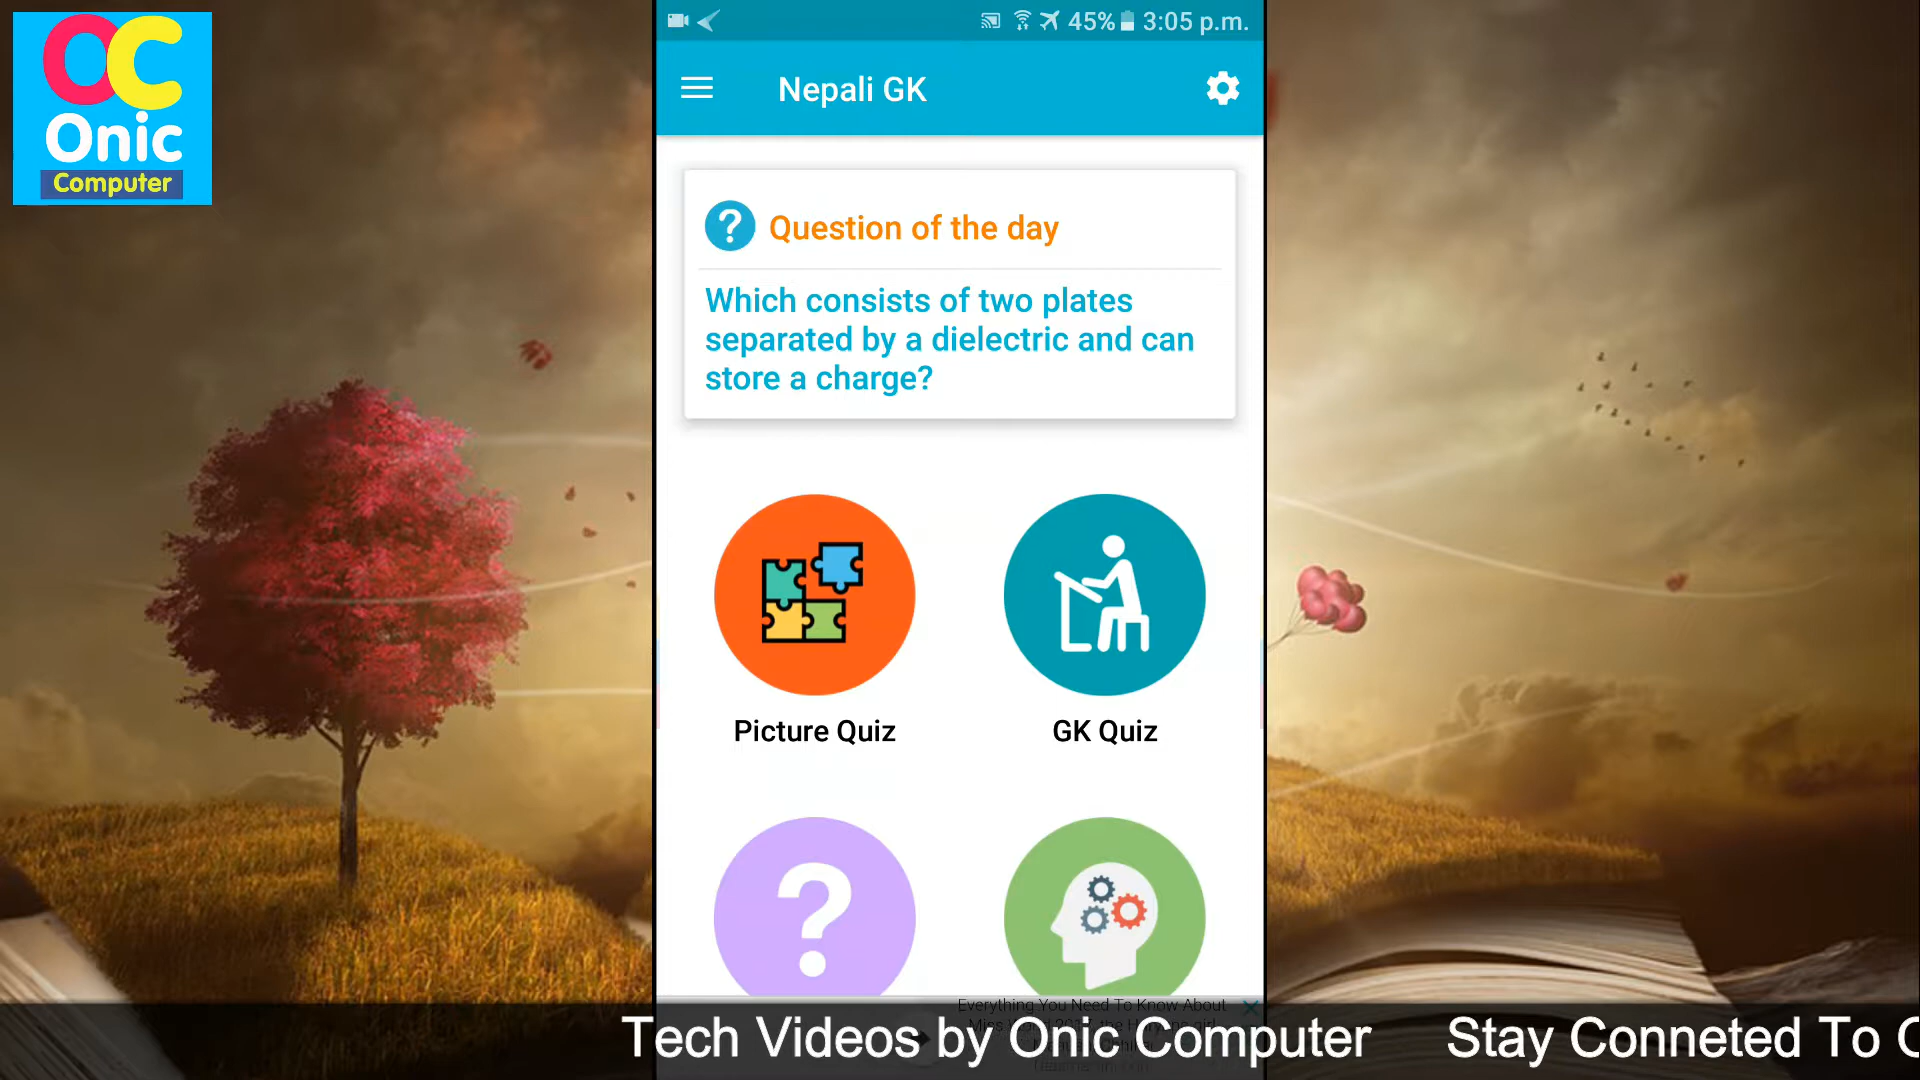 OC
Onic
Computer
45% 3:05 p.m.
Nepali GK
? Question of the day
Which consists of two plates
separated by a dielectric and can
store a charge?
Picture Quiz
GK Quiz
?
Everything You Need To Know About
Tech Videos by Onic Computer Stay Conneted To